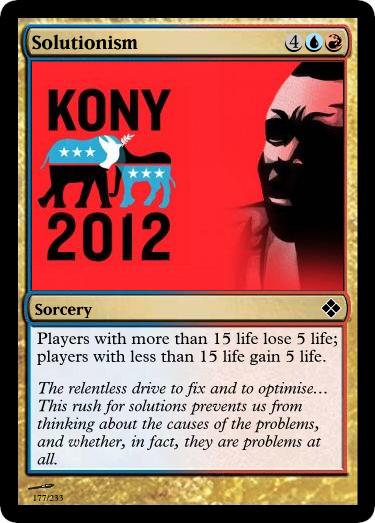 Solutionism 4
KONY
2012
Sorcery
Players with more than 15 life lose 5 life;
players with less than 15 life gain 5 life.
The relentless drive to fix and to optimise…
This rush for solutions prevents us from
thinking about the causes of the problems,
and whether, in fact, they are problems at
all.
177/233